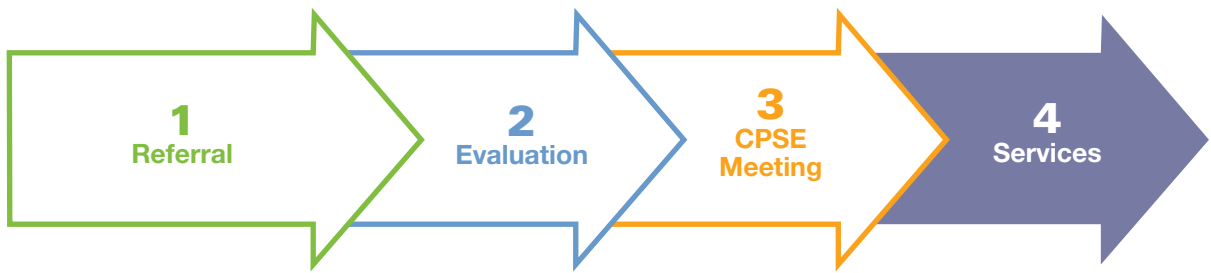 1
Referral
2
Evaluation
3
CPSE
Meeting
4
Services